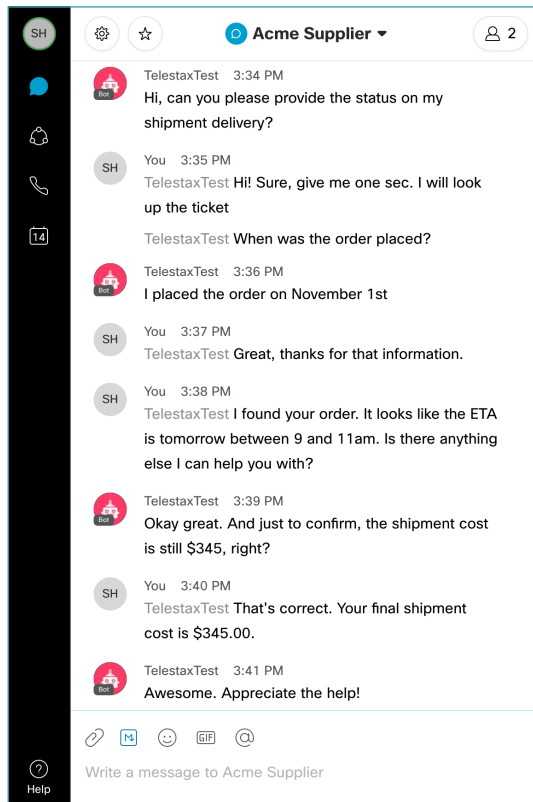 SH
Acme Supplier
2
TelestaxTest 3:34 PM
Bot
Hi, can you please provide the status on my
shipment delivery?
SH
You 3:35 PM
TelestaxTest Hi! Sure, give me one sec. I will look
up the ticket
14
TelestaxTest When was the order placed?
TelestaxTest 3:36 PM
Bot
I placed the order on November 1st
SH
You 3:37 PM
TelestaxTest Great, thanks for that information.
SH
You 3:38 PM
TelestaxTest I found your order. It looks like the ETA
is tomorrow between 9 and 11am. Is there anything
else I can help you with?
TelestaxTest 3:39 PM
Bot
Okay great. And just to confirm, the shipment cost
is still $345, right?
SH
You 3:40 PM
TelestaxTest That's correct. Your final shipment
cost is $345.00.
TelestaxTest 3:41 PM
Bot
Awesome. Appreciate the help!
M
GIF
@
Write a message to Acme Supplier
?
Help